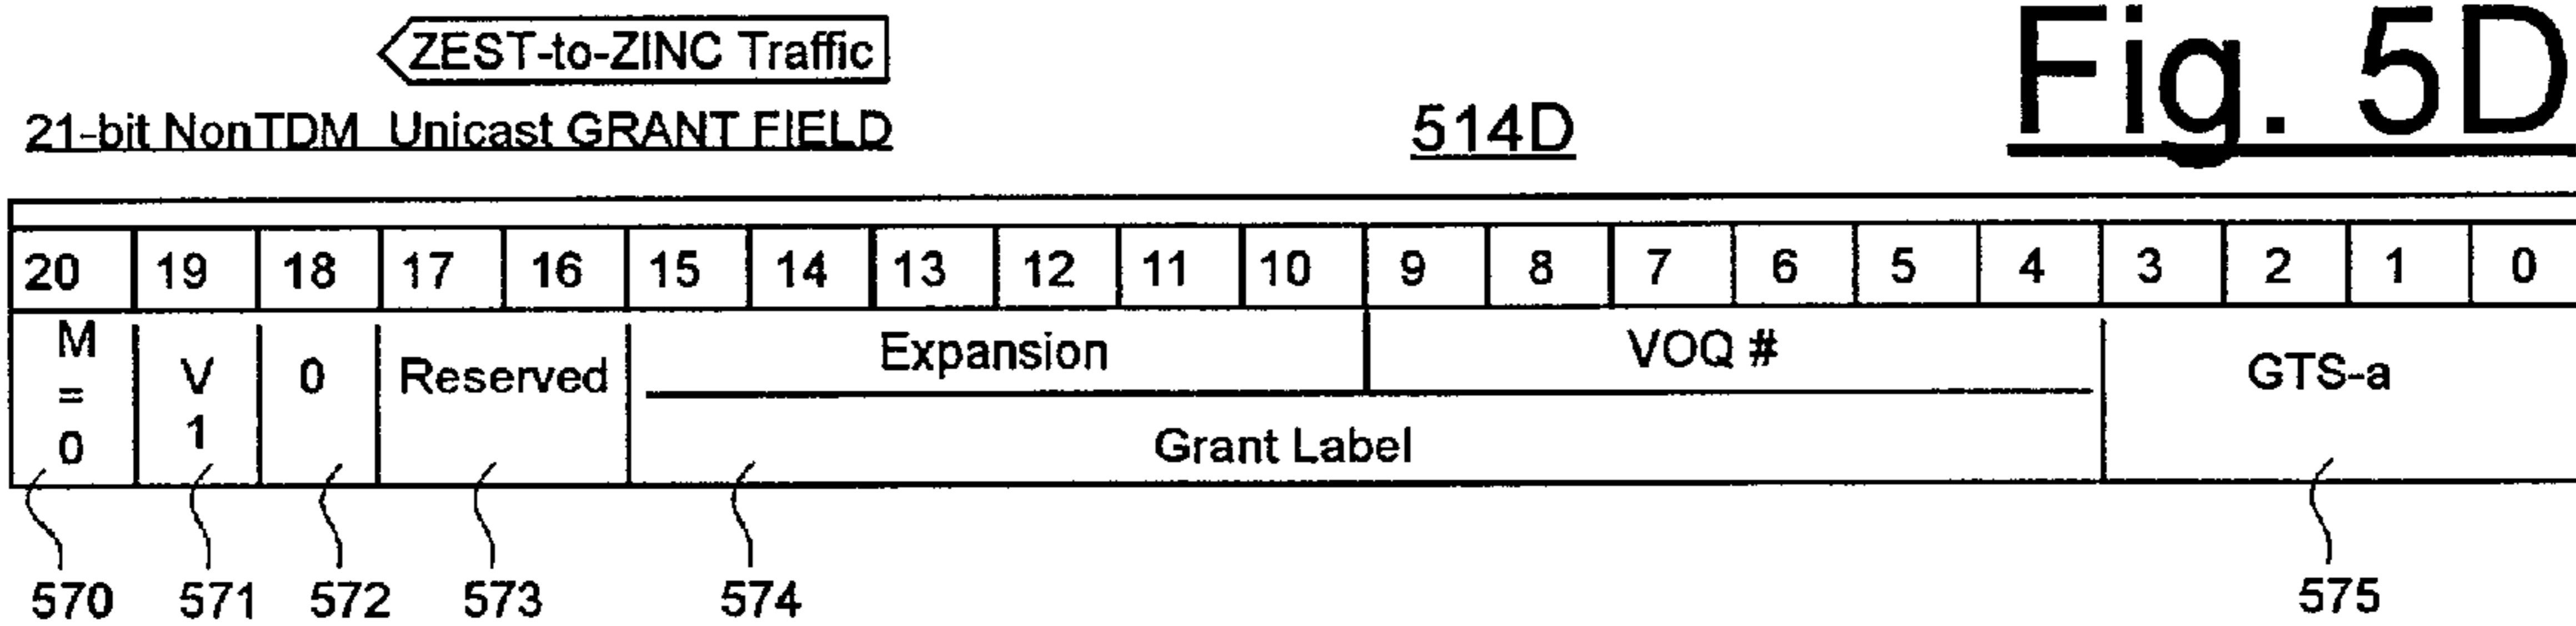 ZEST-to-ZINC Traffic
Fig. 5D
21-bit NonTDM Unicast GRANT FIELD
514D
20 19 18 17 16 15 14 13 12 11 10 9 8 7 6 5 4 3 2 1 0
M
=
0
V
1
0
Reserved
Expansion
VOQ #
GTS-a
Grant Label
570 571 572 573 574 575